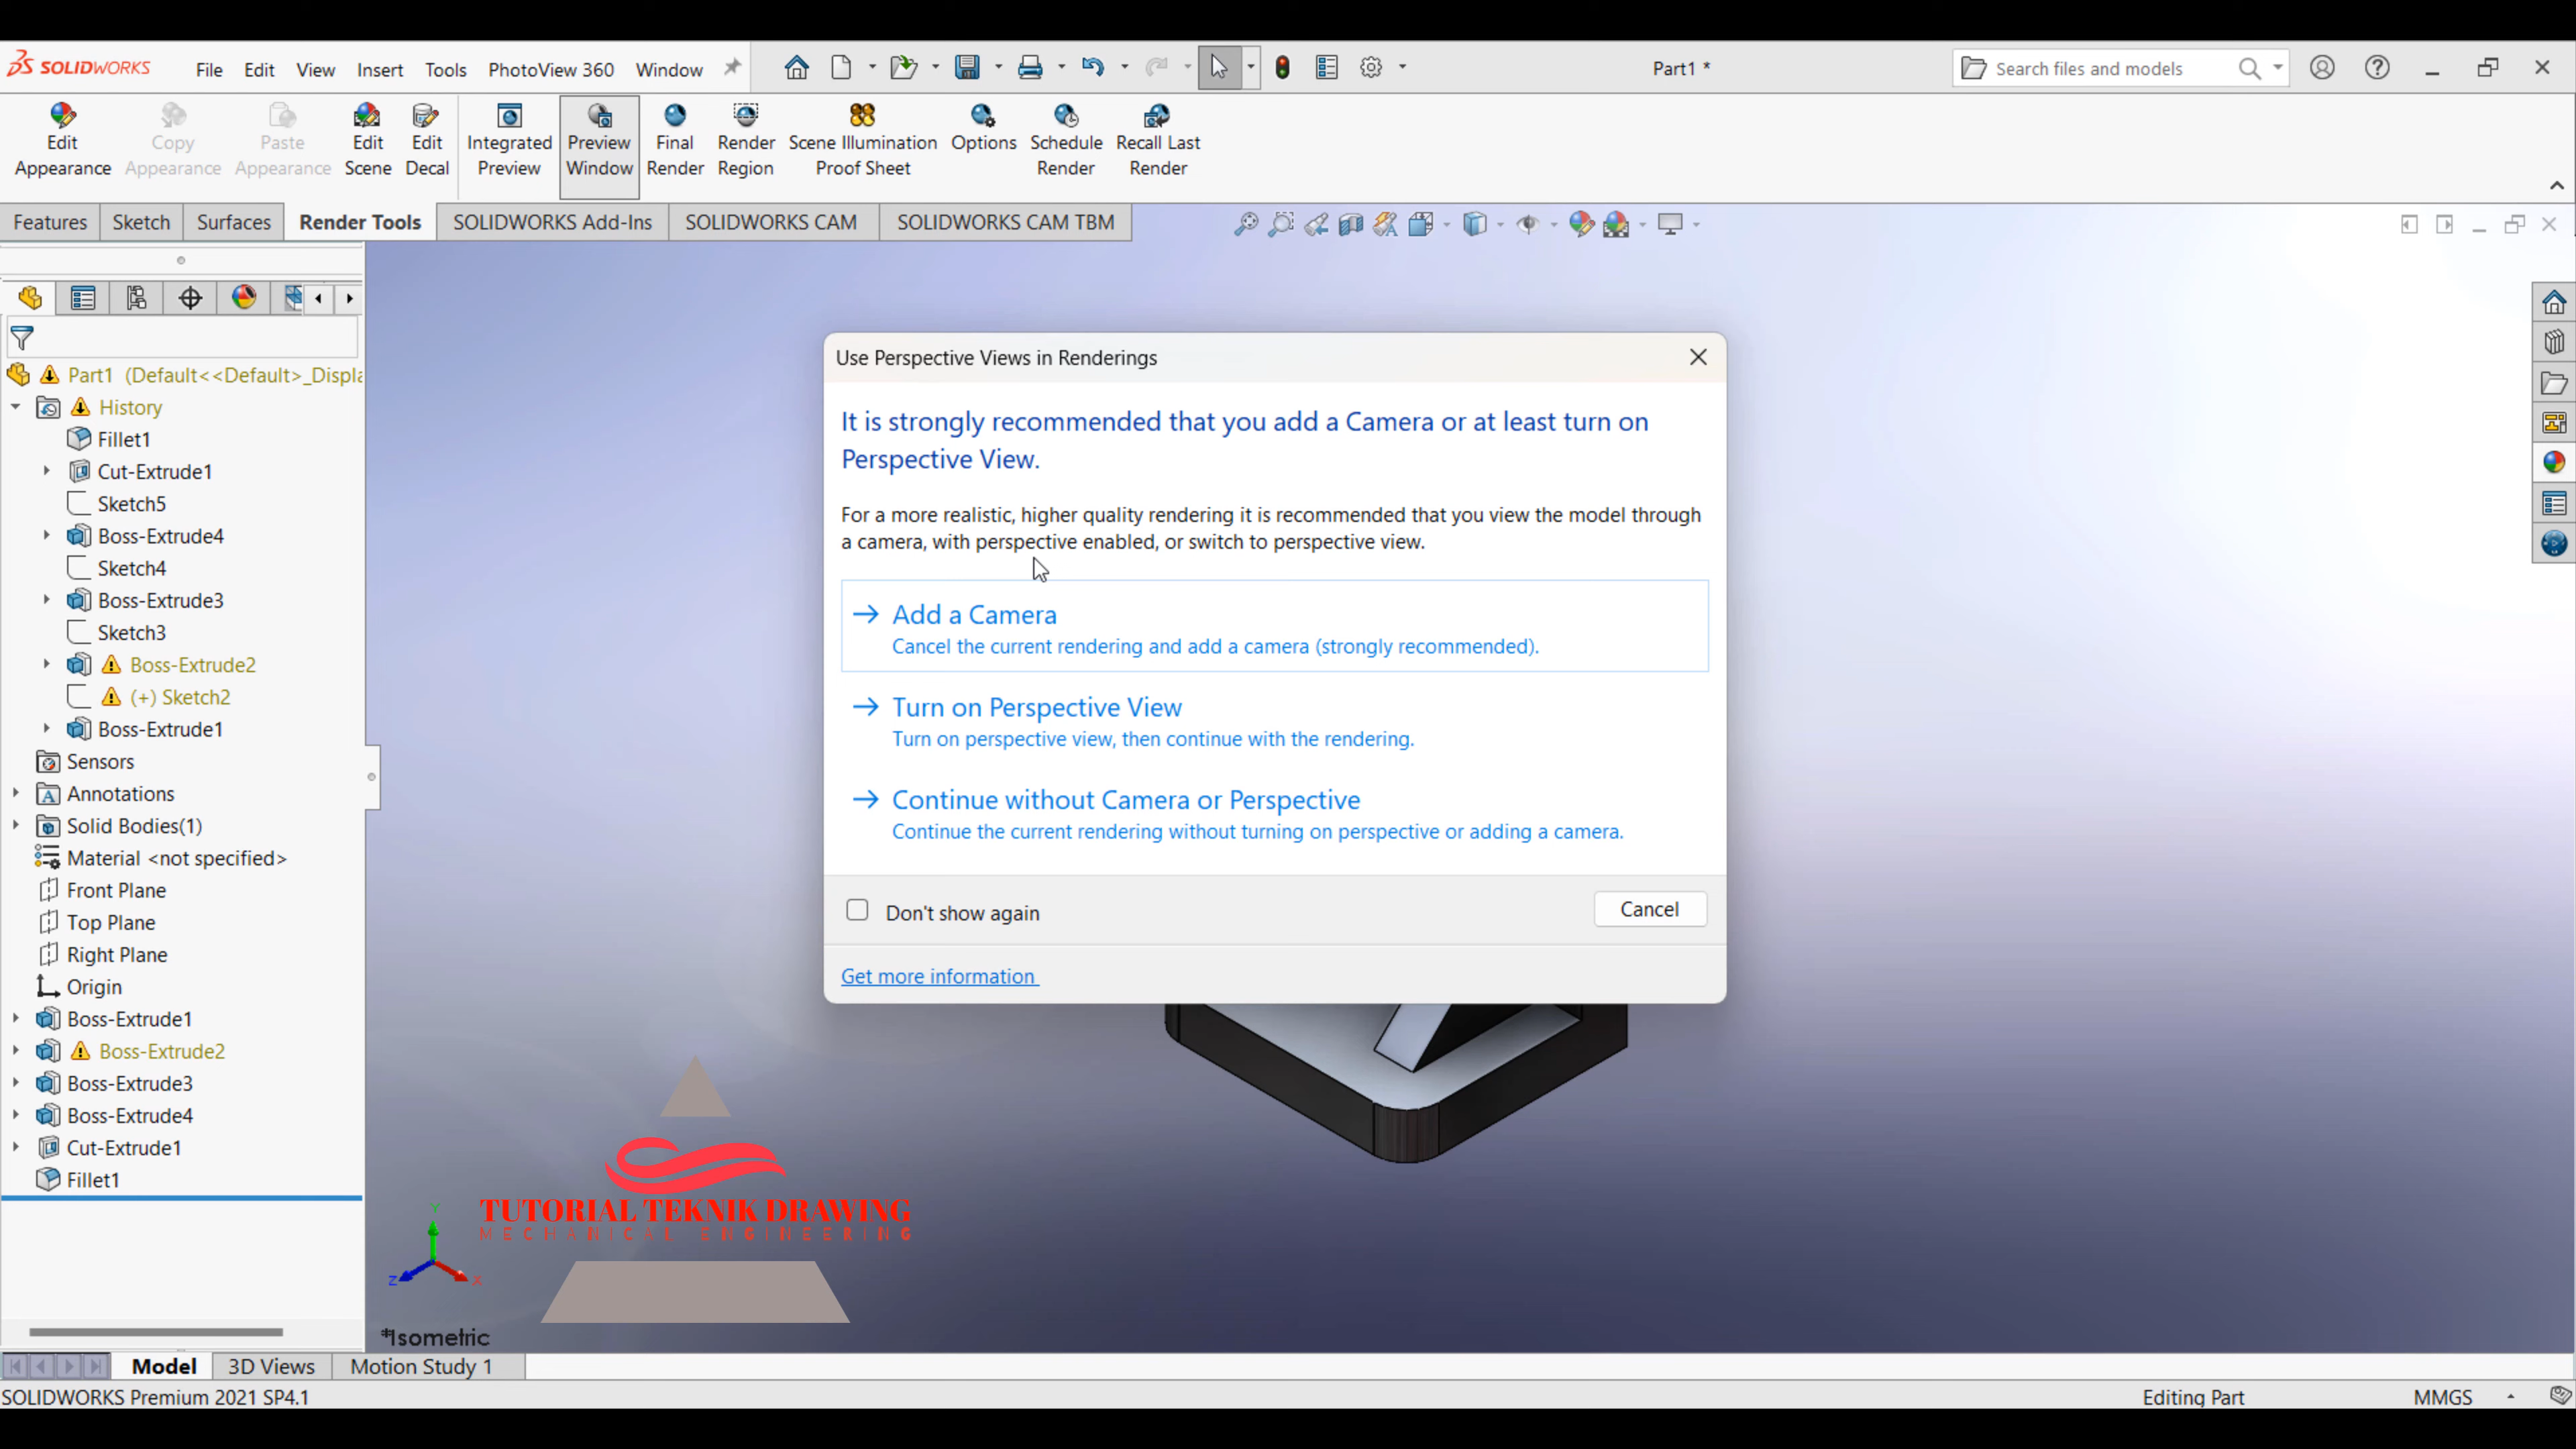 SOLIDWORKS
File Edit View Insert Tools PhotoView 360 Window
Part1 *
Search files and models
Edit Appearance
Copy Appearance
Paste Appearance
Edit Scene
Edit Decal
Integrated Preview
Preview Window
Final Render
Render Region
Scene Illumination Proof Sheet
Options
Schedule Render
Recall Last Render
Features Sketch Surfaces Render Tools SOLIDWORKS Add-Ins SOLIDWORKS CAM SOLIDWORKS CAM TBM
Part1 (Default<<Default>_Displa
History
Fillet1
Cut-Extrude1
Sketch5
Boss-Extrude4
Sketch4
Boss-Extrude3
Sketch3
Boss-Extrude2
(+) Sketch2
Boss-Extrude1
Sensors
Annotations
Solid Bodies(1)
Material <not specified>
Front Plane
Top Plane
Right Plane
Origin
Boss-Extrude1
Boss-Extrude2
Boss-Extrude3
Boss-Extrude4
Cut-Extrude1
Fillet1
Use Perspective Views in Renderings
It is strongly recommended that you add a Camera or at least turn on
Perspective View.
For a more realistic, higher quality rendering it is recommended that you view the model through
a camera, with perspective enabled, or switch to perspective view.
Add a Camera
Cancel the current rendering and add a camera (strongly recommended).
Turn on Perspective View
Turn on perspective view, then continue with the rendering.
Continue without Camera or Perspective
Continue the current rendering without turning on perspective or adding a camera.
Don't show again
Cancel
Get more information
TUTORIAL TEKNIK DRAWING
MECHANICAL ENGINEERING
Y
Z X
*Isometric
Model 3D Views Motion Study 1
SOLIDWORKS Premium 2021 SP4.1
Editing Part MMGS